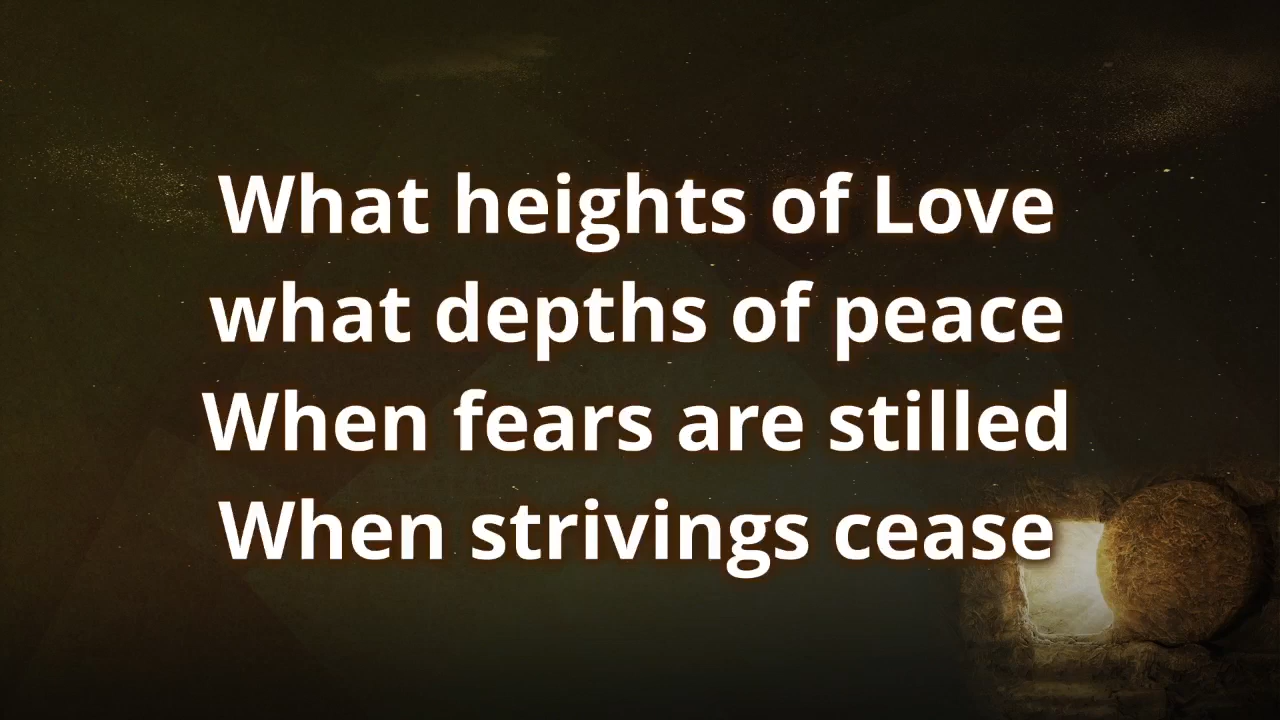 What heights of Love
what depths of peace
When fears are stilled
When strivings cease